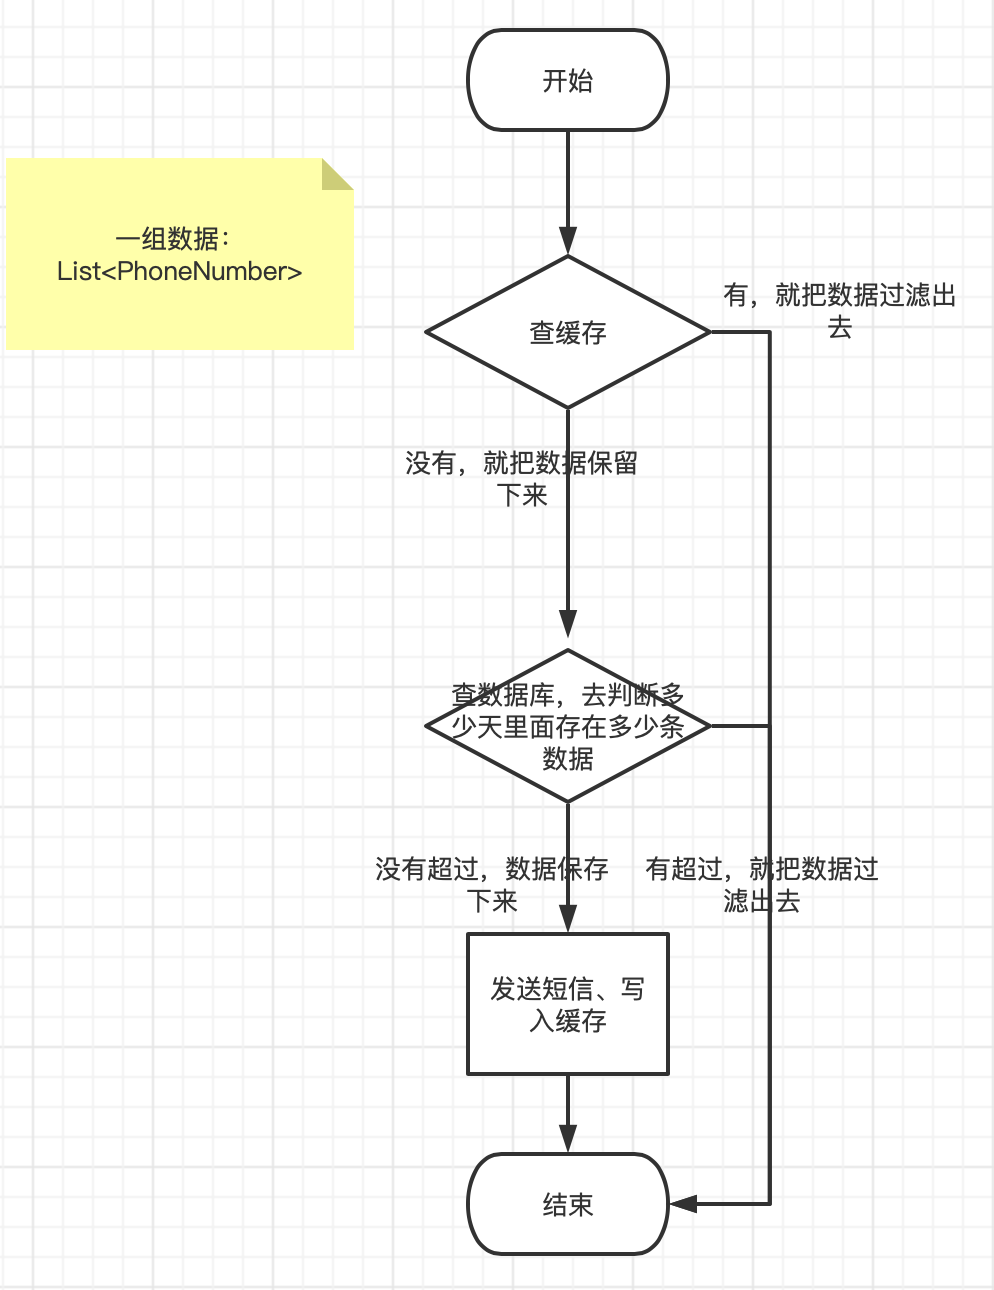 开始
一组数据：
List<PhoneNumber>
有，就把数据过滤出
去
查缓存
没有，就把数据保留
下来
查数据库，去判断多
少天里面存在多少条
数据
没有超过，数据保存
下来
有超过，就把数据过
滤出去
发送短信、写
入缓存
结束